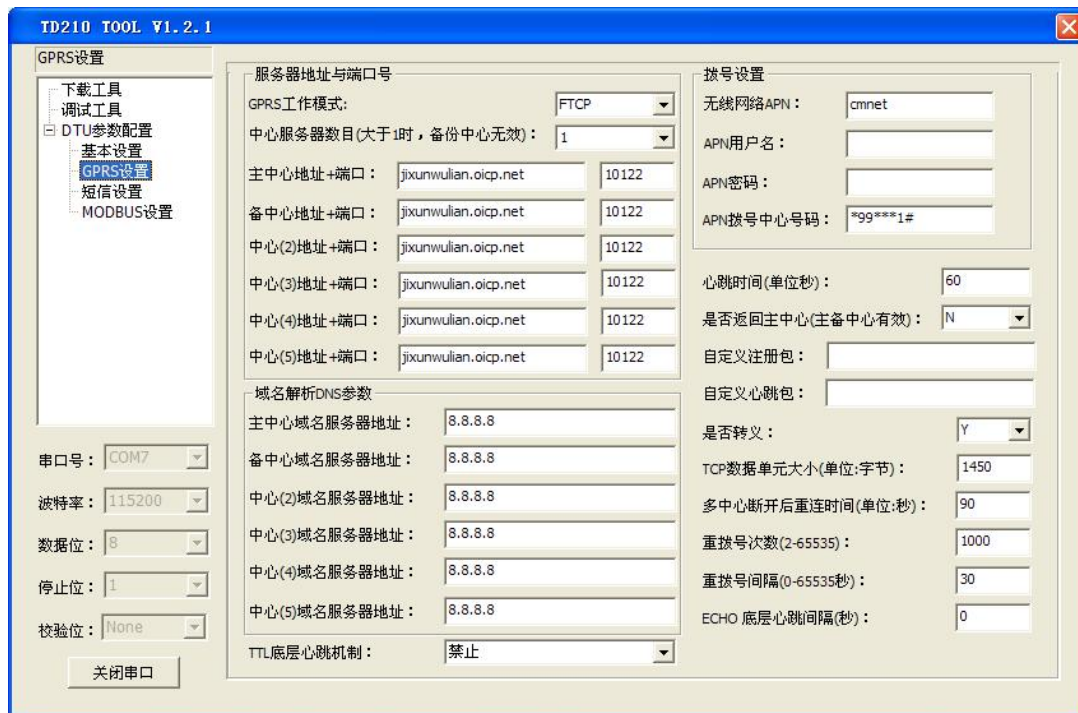 TD210 TOOL V1.2.1
GPRS设置
下载工具
调试工具
DTU参数配置
基本设置
GPRS设置
短信设置
MODBUS设置
串口号： COM7
波特率： 115200
数据位： 8
停止位： 1
校验位： None
关闭串口
服务器地址与端口号
GPRS工作模式: FTCP
中心服务器数目(大于1时，备份中心无效)： 1
主中心地址+端口： jixunwulian.oicp.net 10122
备中心地址+端口： jixunwulian.oicp.net 10122
中心(2)地址+端口： jixunwulian.oicp.net 10122
中心(3)地址+端口： jixunwulian.oicp.net 10122
中心(4)地址+端口： jixunwulian.oicp.net 10122
中心(5)地址+端口： jixunwulian.oicp.net 10122
域名解析DNS参数
主中心域名服务器地址： 8.8.8.8
备中心域名服务器地址： 8.8.8.8
中心(2)域名服务器地址： 8.8.8.8
中心(3)域名服务器地址： 8.8.8.8
中心(4)域名服务器地址： 8.8.8.8
中心(5)域名服务器地址： 8.8.8.8
TTL底层心跳机制： 禁止
拨号设置
无线网络APN： cmnet
APN用户名：
APN密码：
APN拨号中心号码： *99***1#
心跳时间(单位秒)： 60
是否返回主中心(主备中心有效)： N
自定义注册包：
自定义心跳包：
是否转义： Y
TCP数据单元大小(单位:字节)： 1450
多中心断开后重连时间(单位:秒)： 90
重拨号次数(2-65535)： 1000
重拨号间隔(0-65535秒)： 30
ECHO 底层心跳间隔(秒)： 0